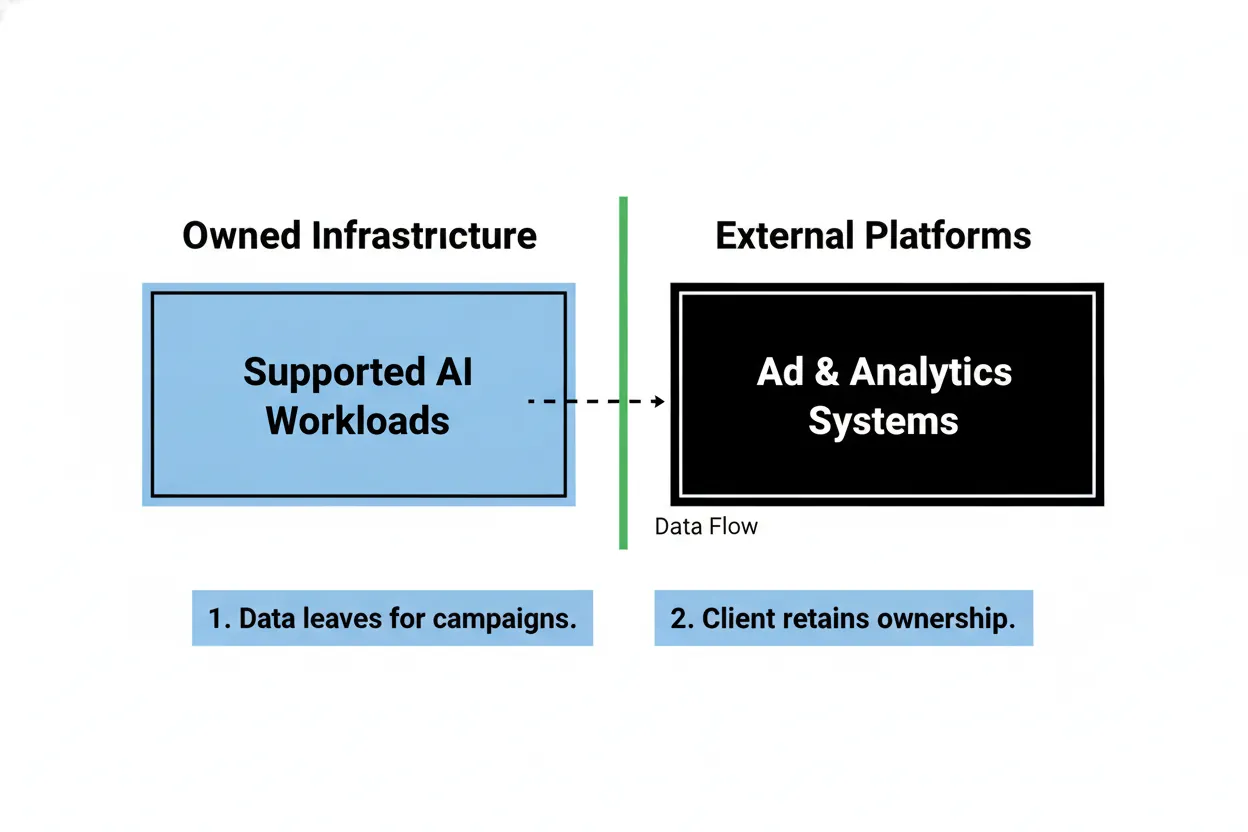 Owned Infrastrıcture
External Platforms
Supported AI
Workloads
Ad & Analytics
Systems
Data Flow
1. Data leaves for campaigns.
2. Client retains ownership.